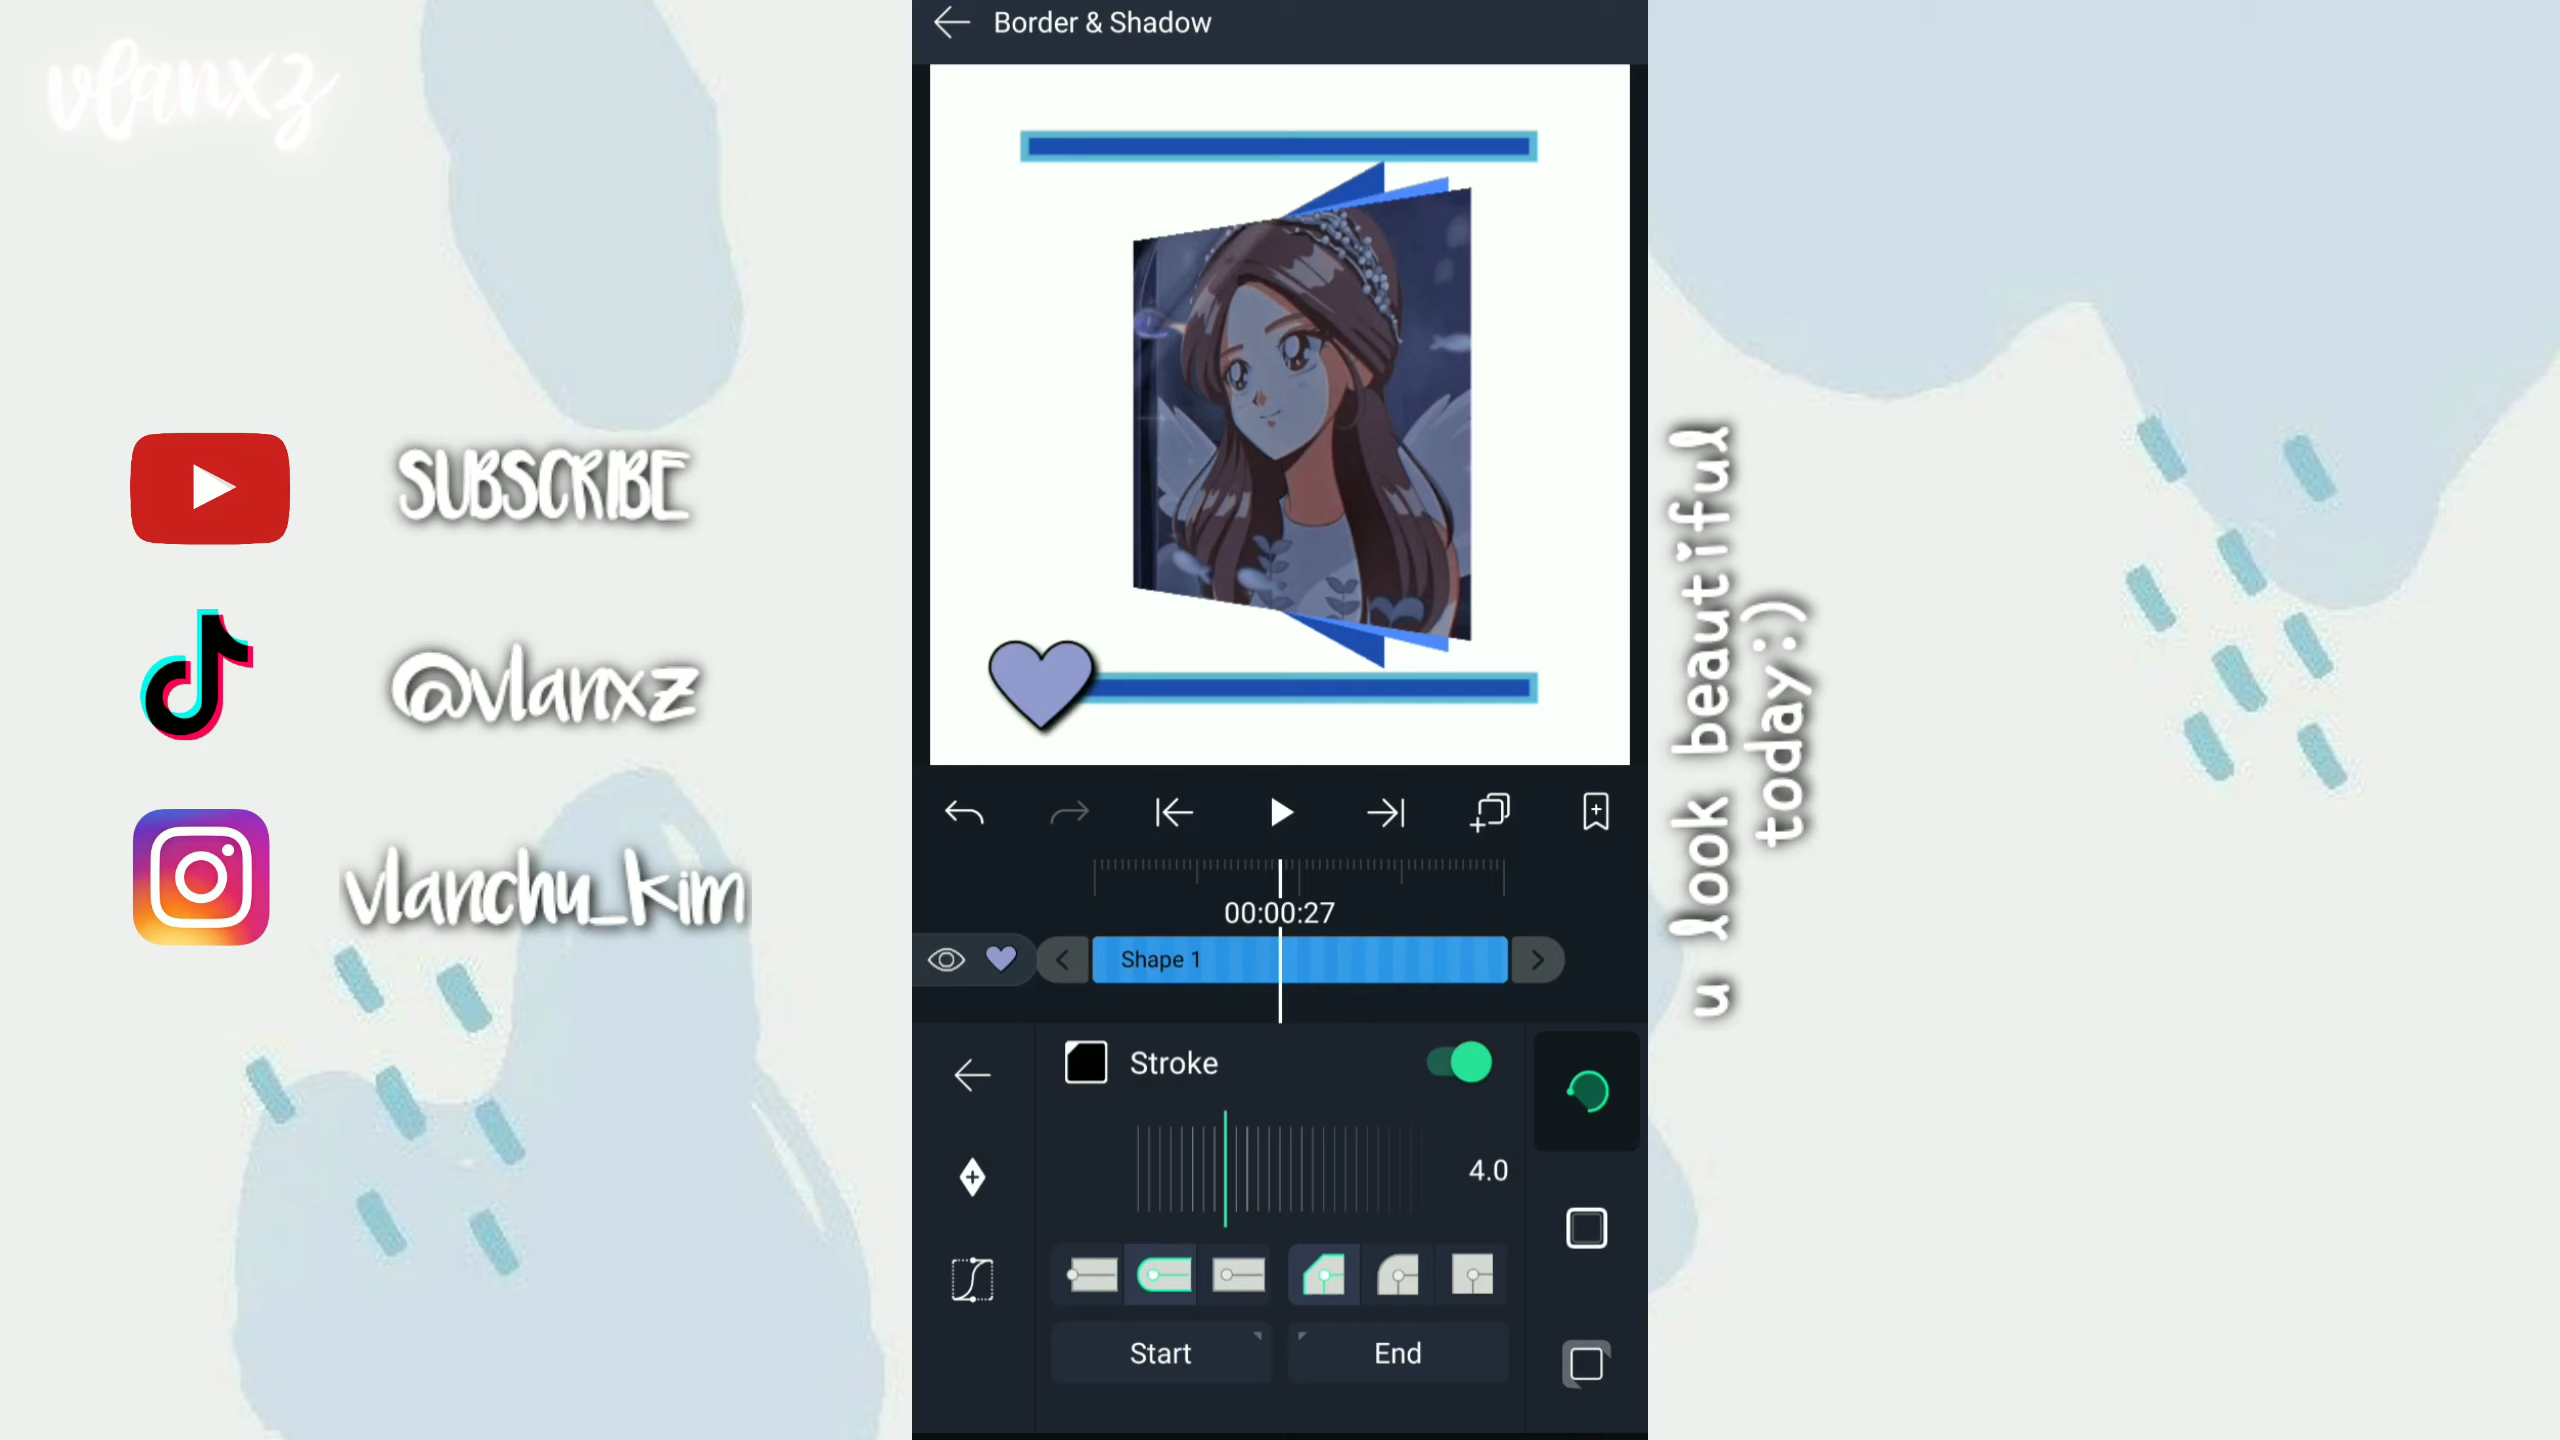 vlanxz
Border & Shadow
SUBSCRIBE
@vlanxz
vlanchu_kim
u look beautiful
today:)
00:00:27
Shape 1
Stroke
4.0
Start
End